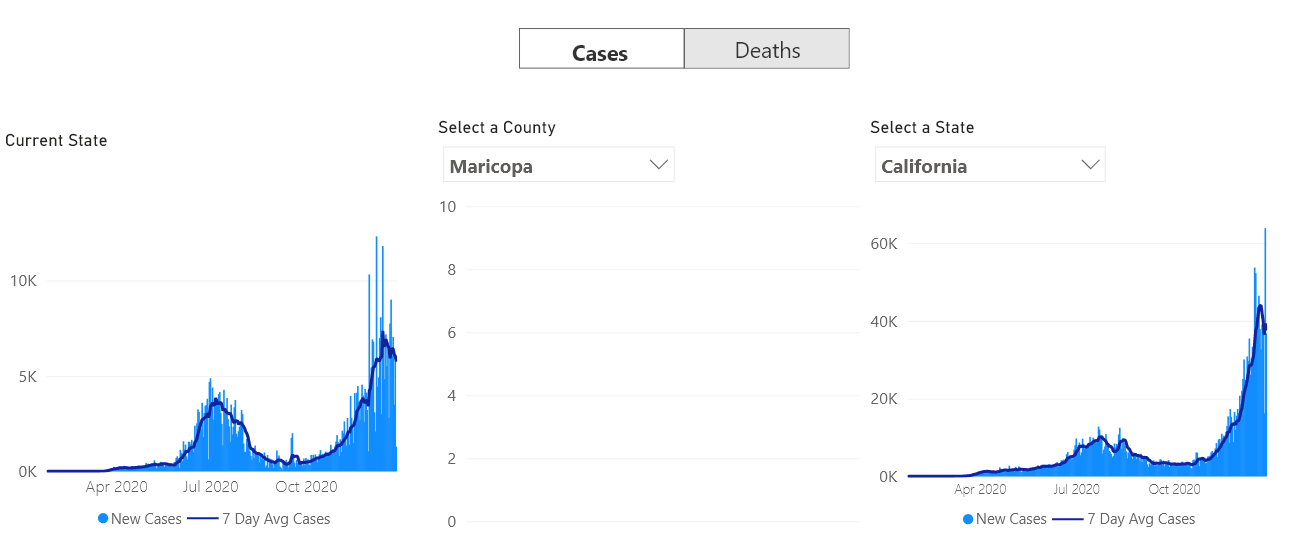 Cases
Deaths
Current State
10K
5K
0K
Apr 2020
Jul 2020
Oct 2020
New Cases
7 Day Avg Cases
Select a County
Maricopa
10
8
6
4
2
0
Select a State
California
60K
40K
20K
0K
Apr 2020
Jul 2020
Oct 2020
New Cases
7 Day Avg Cases